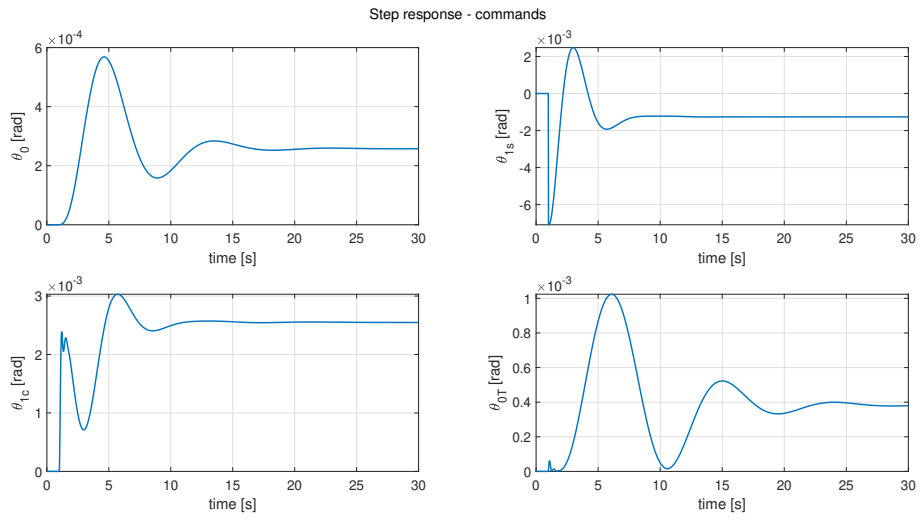 Step response - commands
×10⁻⁴
6
4
2
0
θ₀ [rad]
0 5 10 15 20 25 30
time [s]
×10⁻³
2
0
-2
-4
-6
θ₁ₛ [rad]
0 5 10 15 20 25 30
time [s]
×10⁻³
3
2
1
0
θ₁c [rad]
0 5 10 15 20 25 30
time [s]
×10⁻³
1
0.8
0.6
0.4
0.2
0
θ₀T [rad]
0 5 10 15 20 25 30
time [s]